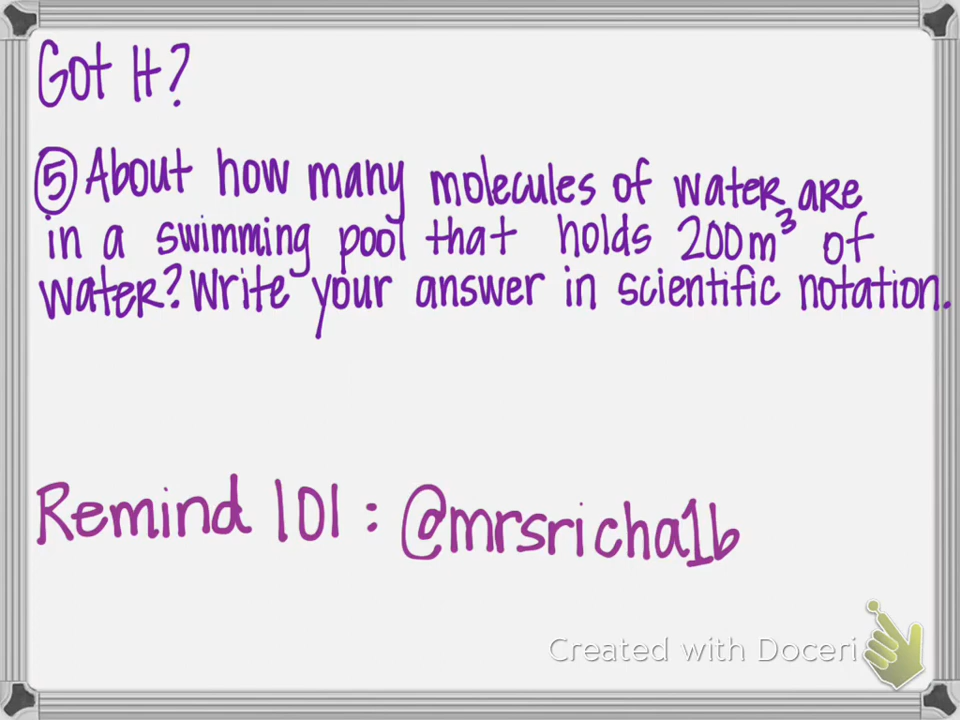 Got It?
⑤ About how many molecules of water are
in a swimming pool that holds 200m³ of
water? Write your answer in scientific notation.
Remind 101: @mrsricha1b
Created with Doceri